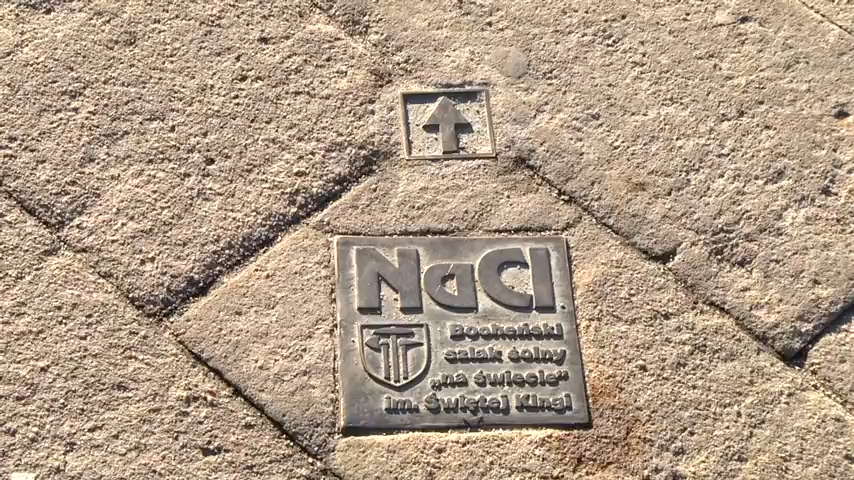 NaCl
Bocheński
szlak solny
„na świecie”
im. Świętej Kingi